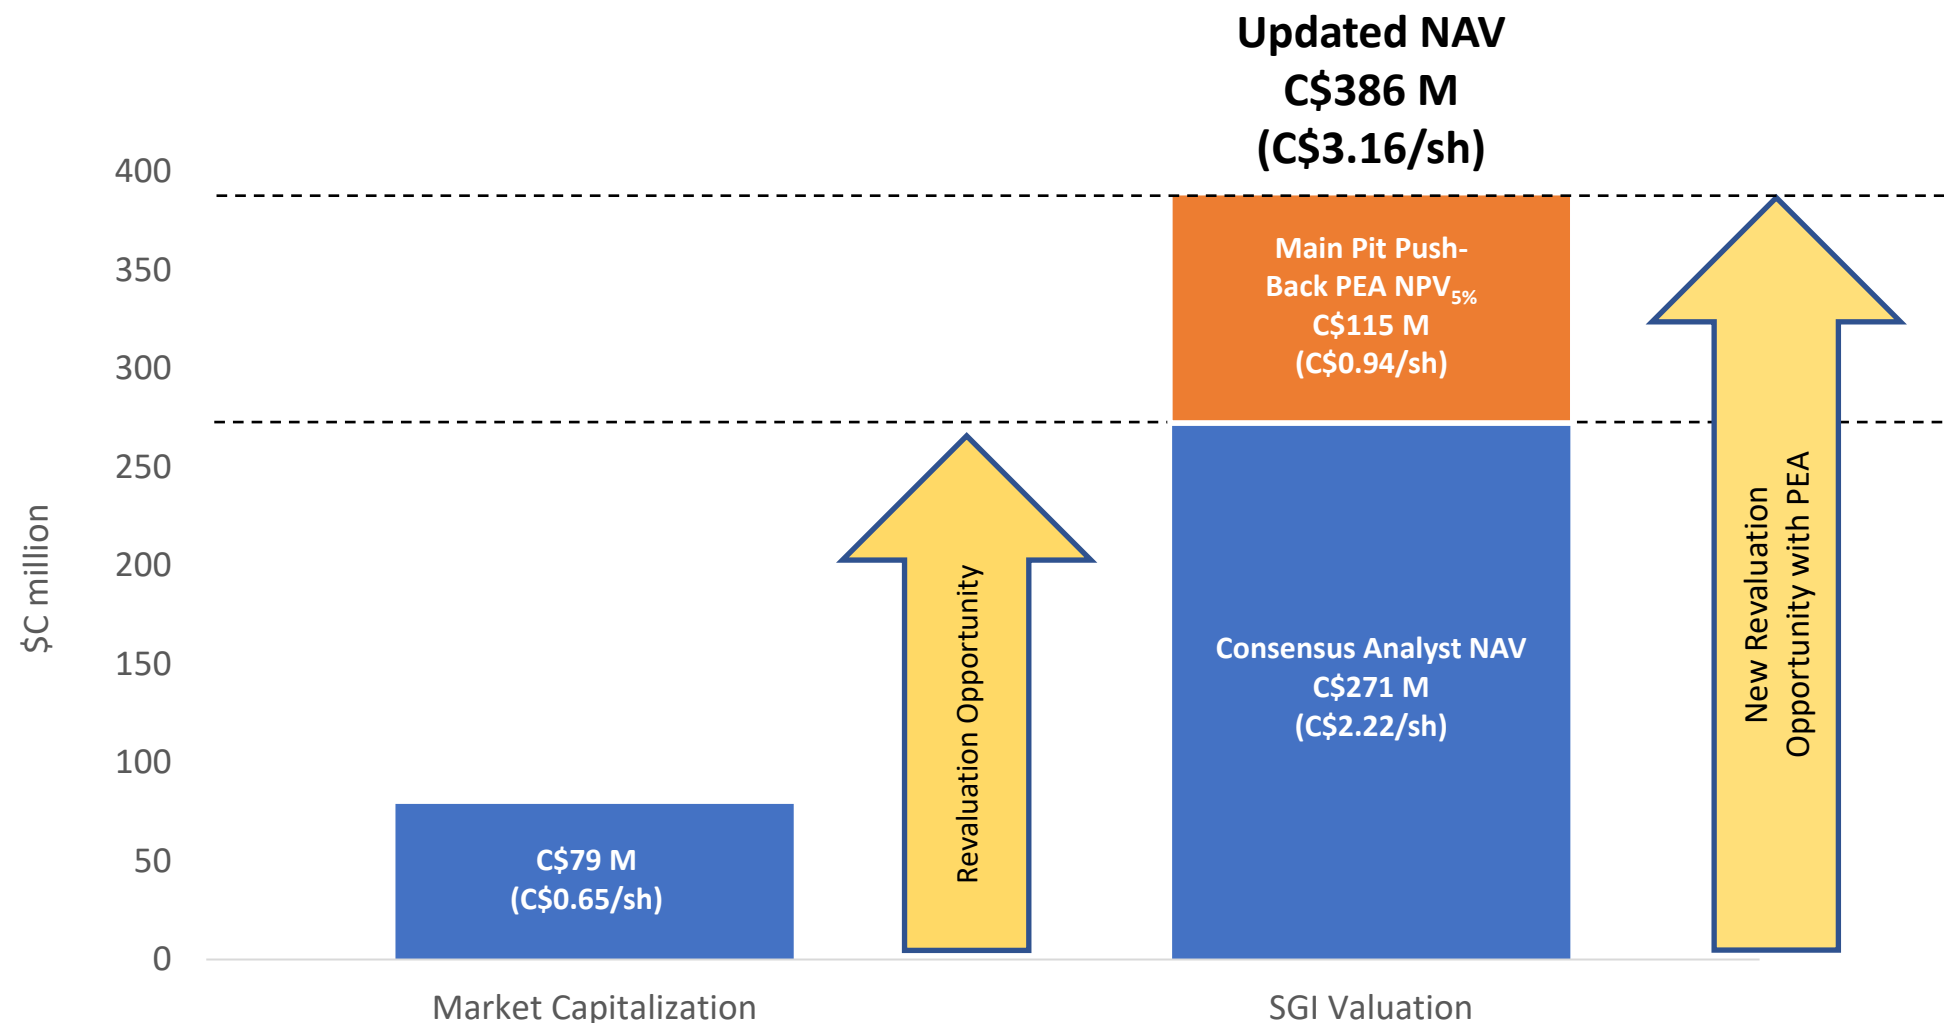 Updated NAV
C$386 M
(C$3.16/sh)
400
350
300
250
200
150
100
50
0
$C million
Main Pit Push-
Back PEA NPV5%
C$115 M
(C$0.94/sh)
Consensus Analyst NAV
C$271 M
(C$2.22/sh)
C$79 M
(C$0.65/sh)
Revaluation Opportunity
New Revaluation
Opportunity with PEA
Market Capitalization
SGI Valuation